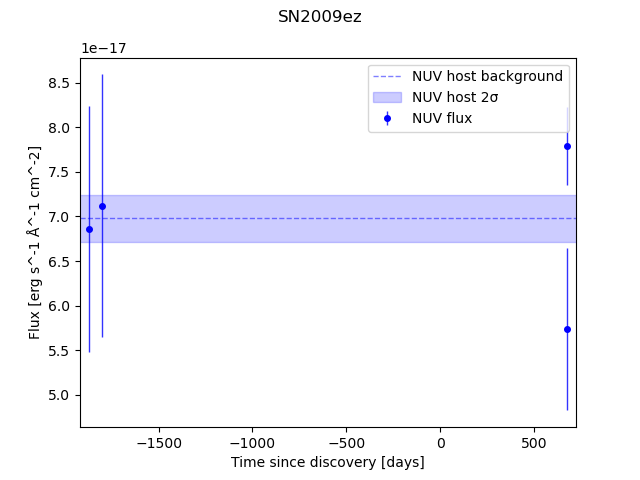 SN2009ez
1e−17
NUV host background
NUV host 2σ
NUV flux
8.5
8.0
7.5
7.0
6.5
6.0
5.5
5.0
Flux [erg s^-1 Å^-1 cm^-2]
−1500
−1000
−500
0
500
Time since discovery [days]